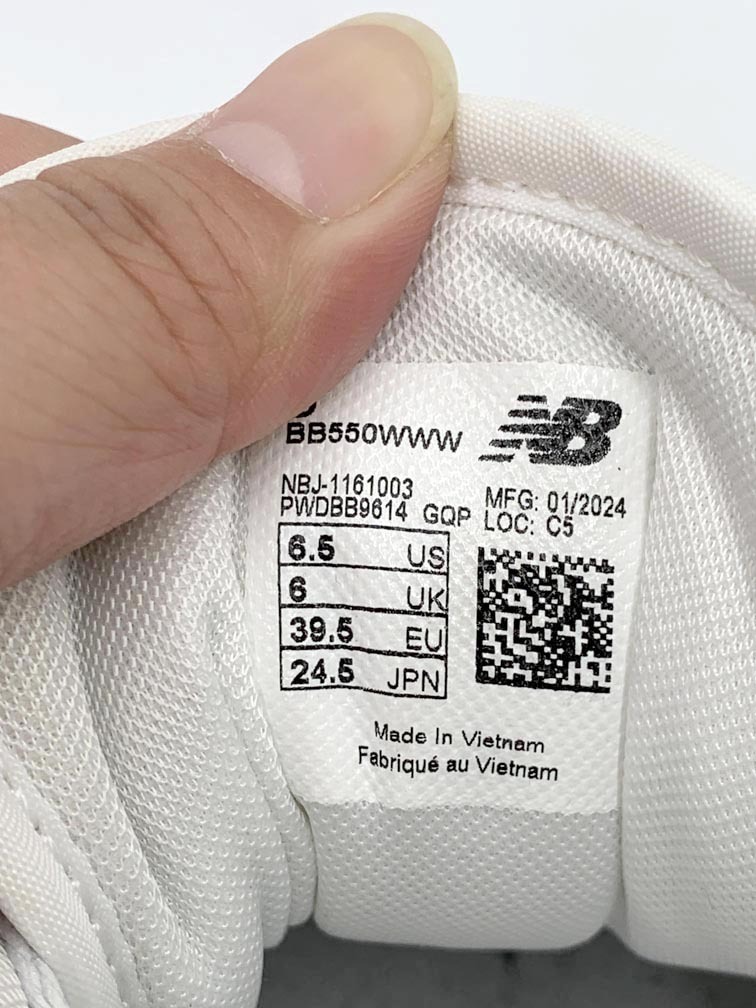 BB550WWW
NB
NBJ-1161003
PWDBB9614 GQP
MFG: 01/2024
LOC: C5
6.5 US
6 UK
39.5 EU
24.5 JPN
Made In Vietnam
Fabriqué au Vietnam